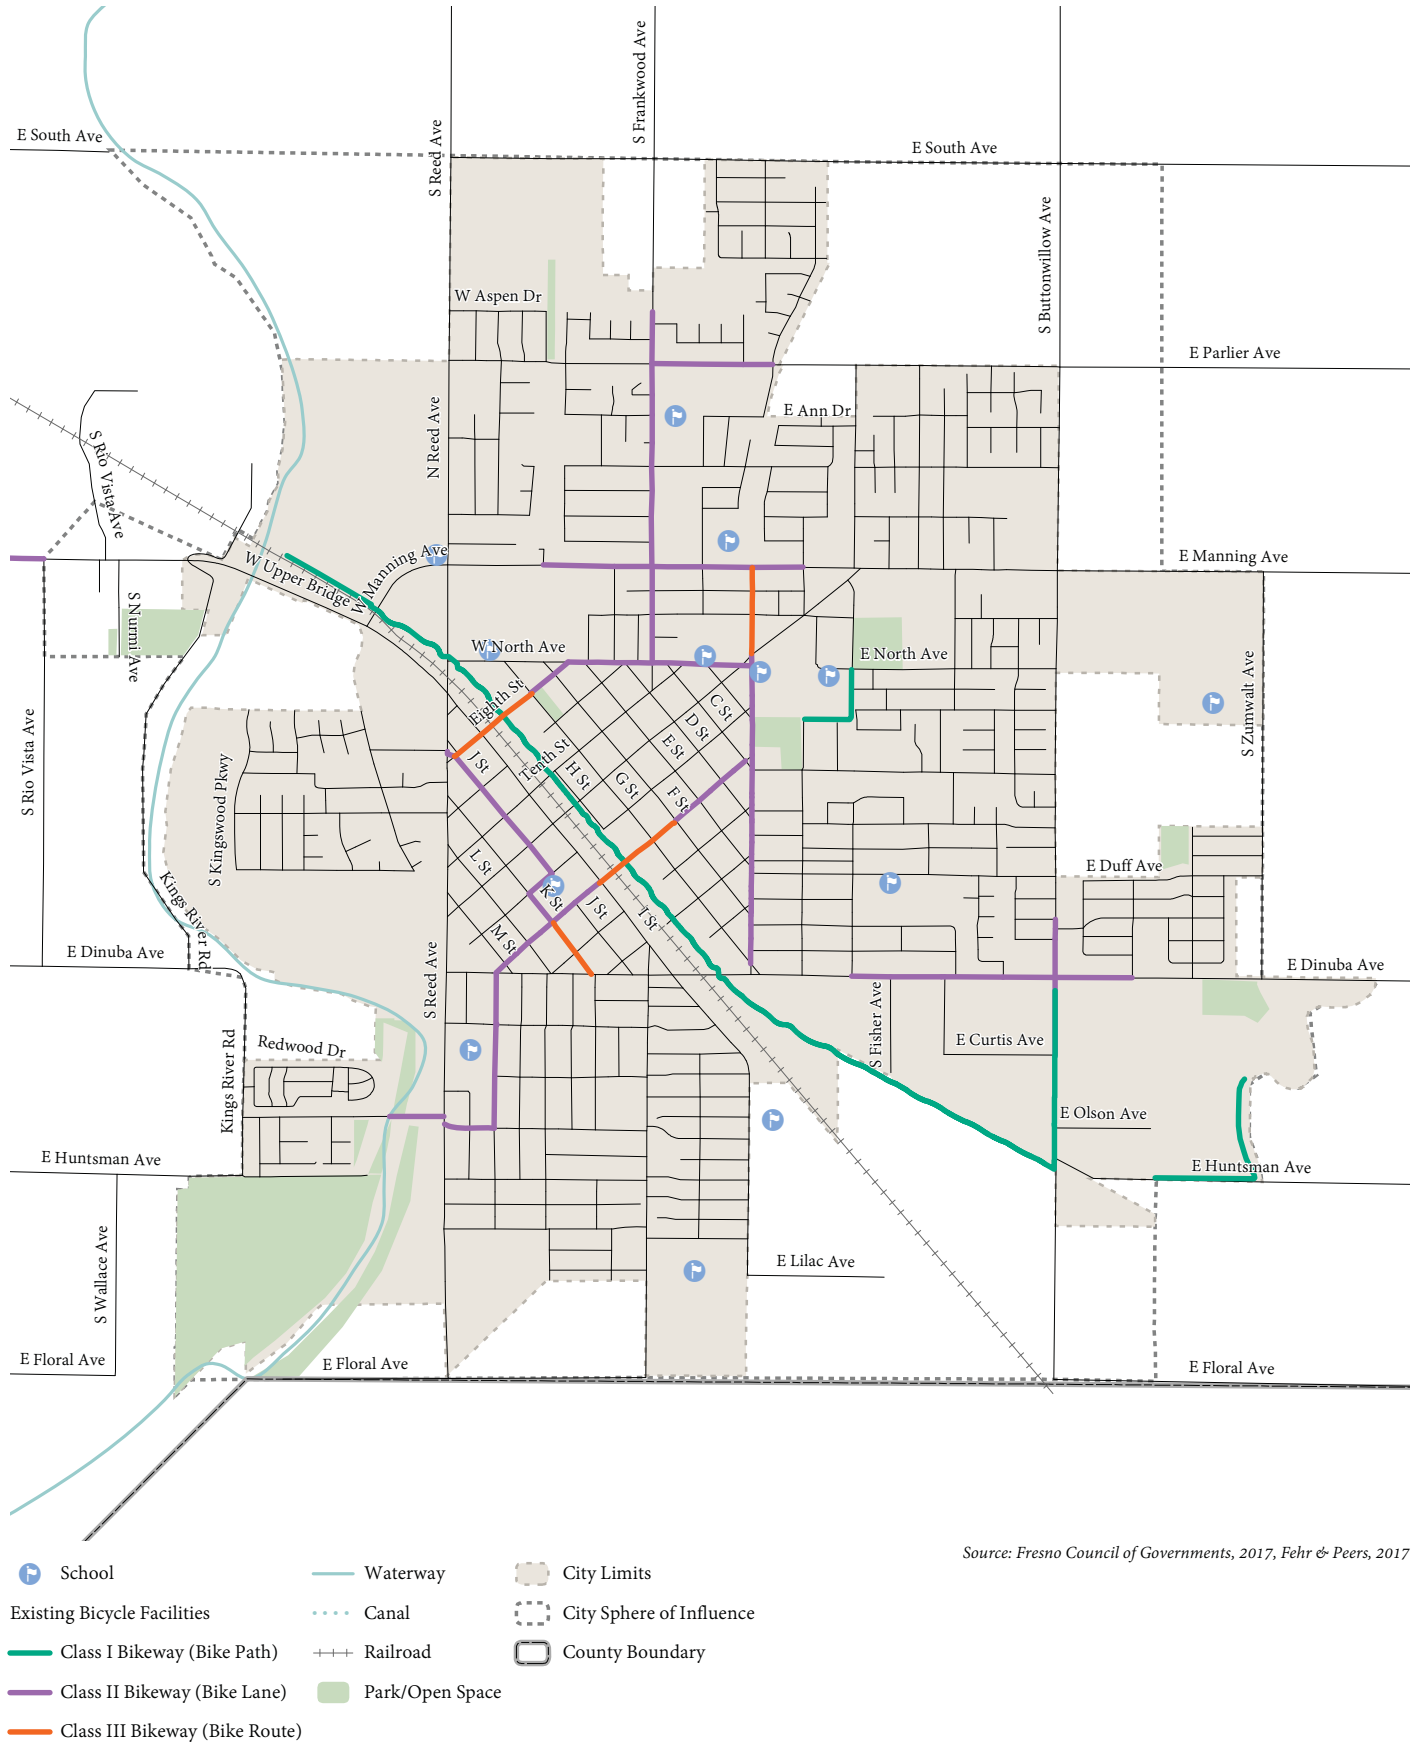 S Frankwood Ave
S Reed Ave
E South Ave
E South Ave
S Buttonwillow Ave
W Aspen Dr
E Parlier Ave
N Reed Ave
E Ann Dr
S Rio Vista Ave
W Manning Ave
E Manning Ave
W Upper Bridge
S Nurmi Ave
W North Ave
E North Ave
Eighth St
C St
D St
E St
S Zumwalt Ave
S Rio Vista Ave
J St
Tenth St
H St
G St
F St
S Kingswood Pkwy
L St
E Duff Ave
Kings River Rd
K St
J St
I St
M St
E Dinuba Ave
E Dinuba Ave
S Reed Ave
S Fisher Ave
Kings River Rd
Redwood Dr
E Curtis Ave
E Olson Ave
E Huntsman Ave
E Huntsman Ave
S Wallace Ave
E Lilac Ave
E Floral Ave
E Floral Ave
E Floral Ave
Source: Fresno Council of Governments, 2017, Fehr & Peers, 2017
School
Existing Bicycle Facilities
Class I Bikeway (Bike Path)
Class II Bikeway (Bike Lane)
Class III Bikeway (Bike Route)
Waterway
Canal
Railroad
Park/Open Space
City Limits
City Sphere of Influence
County Boundary